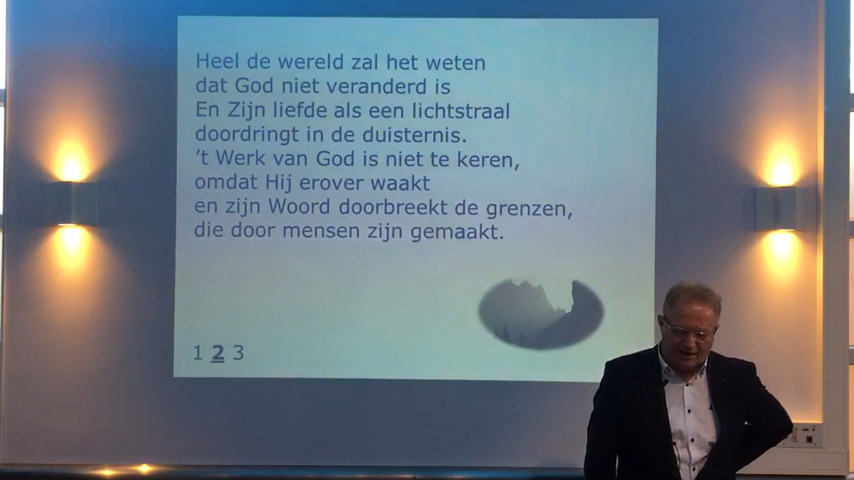 Heel de wereld zal het weten
dat God niet veranderd is
En Zijn liefde als een lichtstraal
doordringt in de duisternis.
't Werk van God is niet te keren,
omdat Hij erover waakt
en zijn Woord doorbreekt de grenzen,
die door mensen zijn gemaakt.
1 2 3